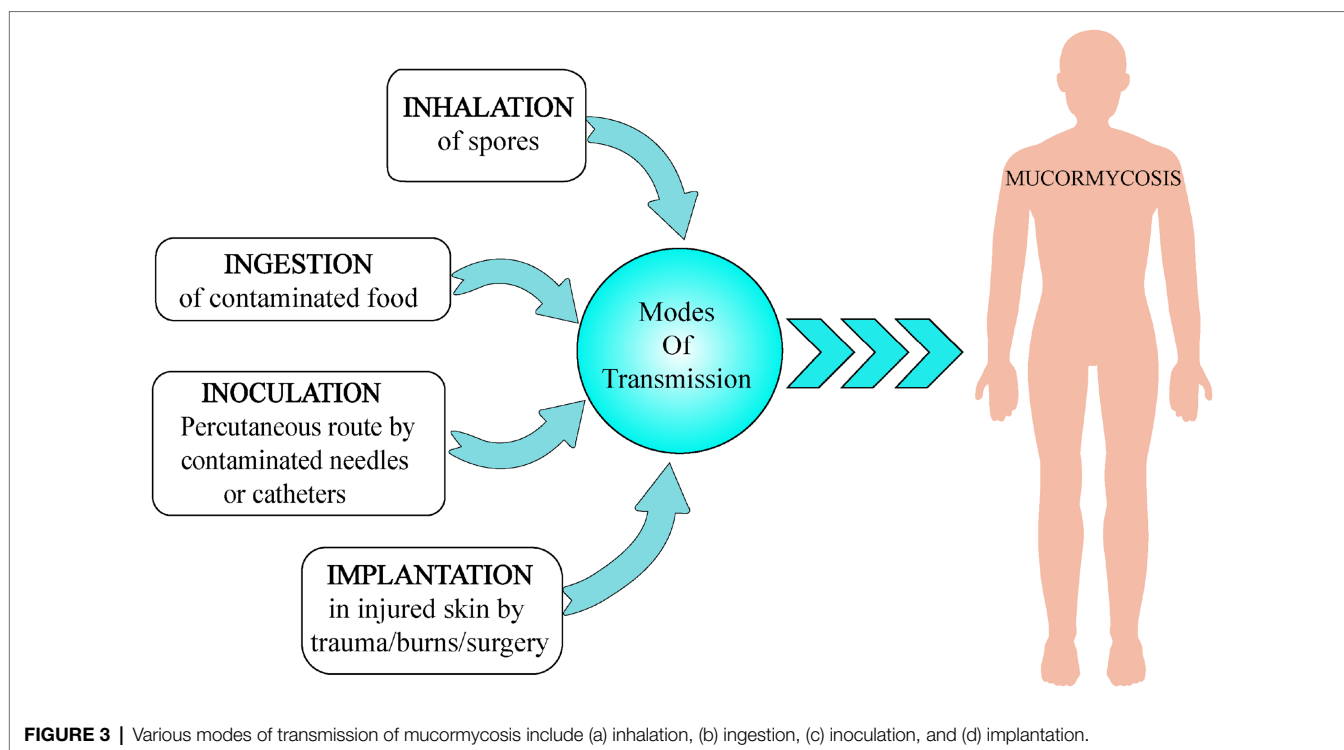 INHALATION
of spores
INGESTION
of contaminated food
INOCULATION
Percutaneous route by
contaminated needles
or catheters
IMPLANTATION
in injured skin by
trauma/burns/surgery
Modes
Of
Transmission
MUCORMYCOSIS
FIGURE 3 | Various modes of transmission of mucormycosis include (a) inhalation, (b) ingestion, (c) inoculation, and (d) implantation.